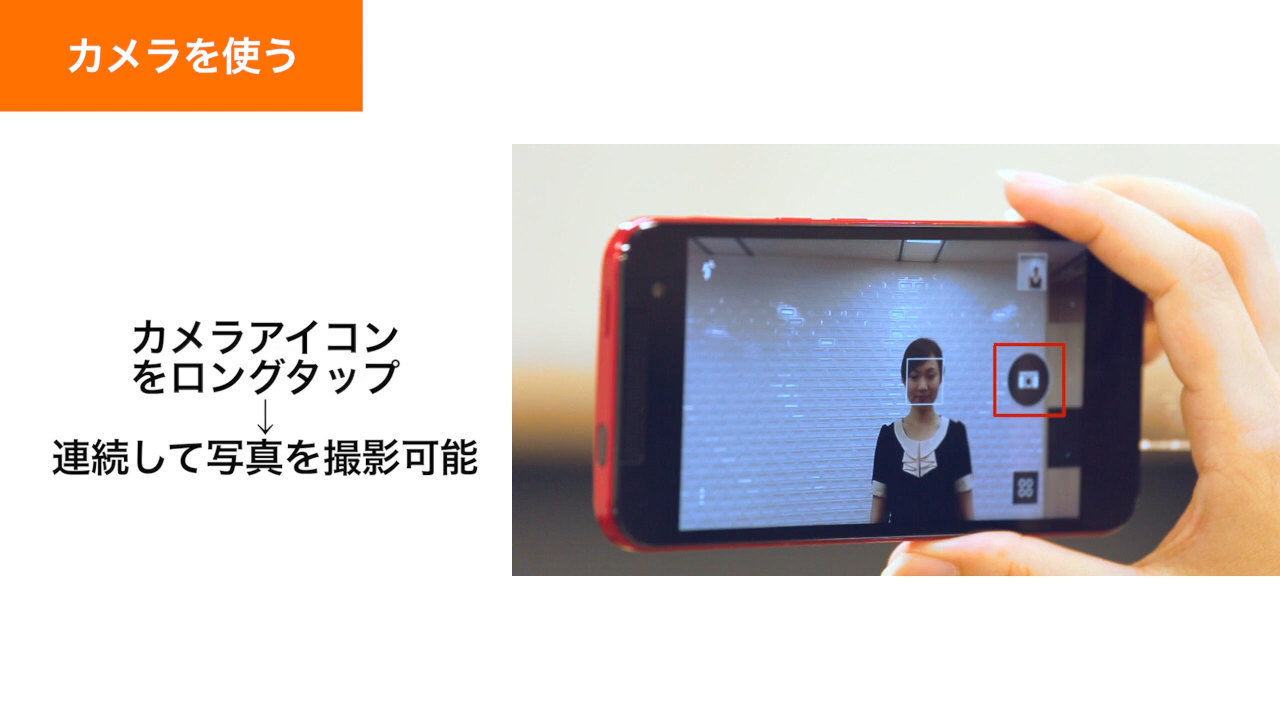 カメラを使う
カメラアイコン
をロングタップ
↓
連続して写真を撮影可能